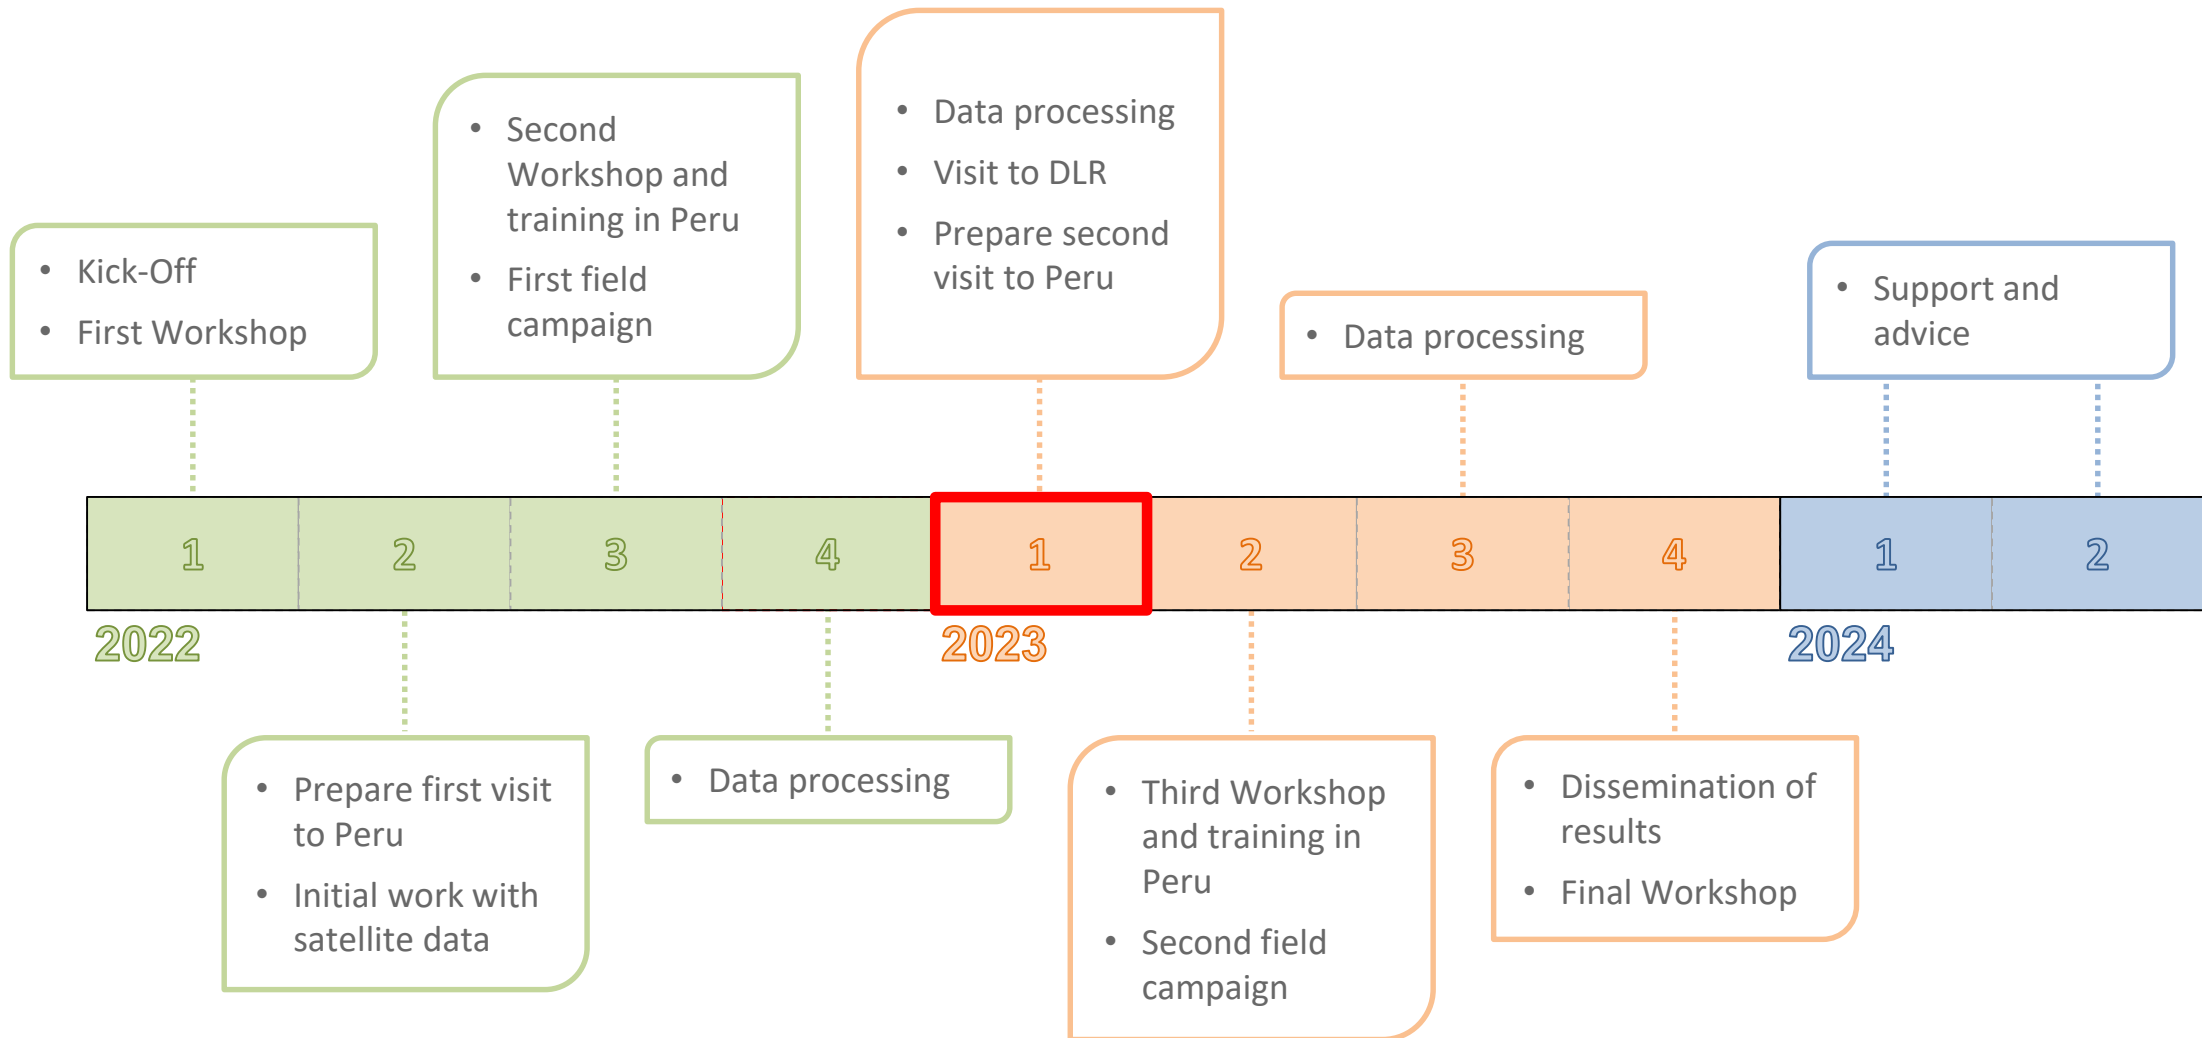 • Kick-Off
• First Workshop
• Second
Workshop and
training in Peru
• First field
campaign
• Data processing
• Visit to DLR
• Prepare second
visit to Peru
• Data processing
• Support and
advice
1 2 3 4 1 2 3 4 1 2
2022 2023 2024
• Prepare first visit
to Peru
• Initial work with
satellite data
• Data processing
• Third Workshop
and training in
Peru
• Second field
campaign
• Dissemination of
results
• Final Workshop